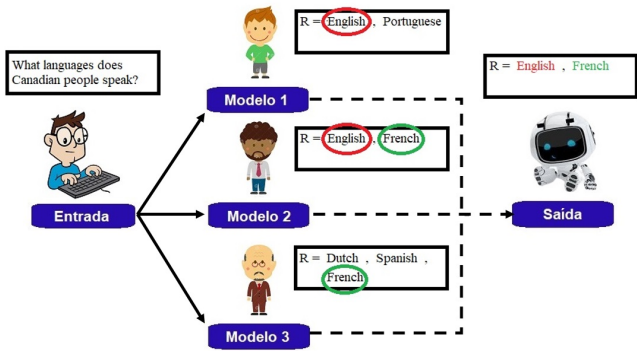 What languages does
Canadian people speak?
Entrada
R = English , Portuguese
Modelo 1
R = English , French
Modelo 2
R = Dutch , Spanish ,
French
Modelo 3
R = English , French
Saída